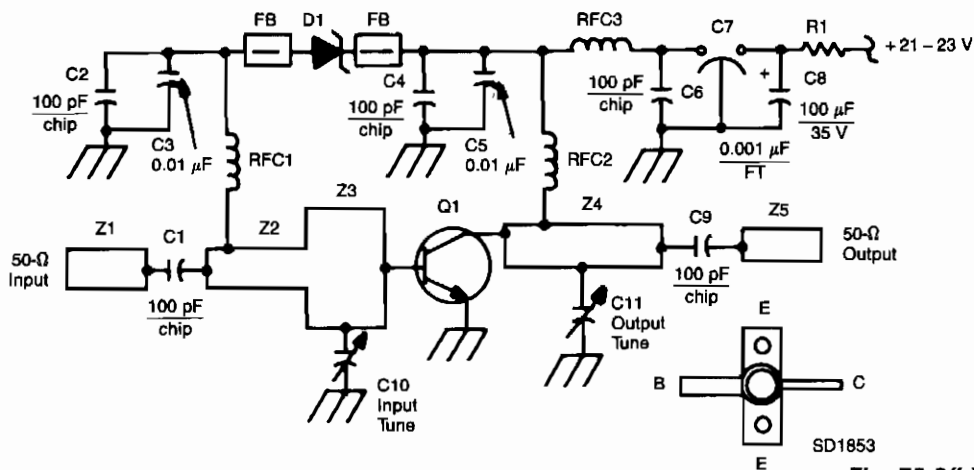 FB D1 FB RFC3 C7 R1
+ 21 – 23 V
C2
100 pF
chip
C3
0.01 μF
RFC1
C4
100 pF
chip
C5
0.01 μF
RFC2
100 pF
chip
C6
0.001 μF
FT
+
C8
100 μF
35 V
Z1
50-Ω
Input
C1
100 pF
chip
Z2
Z3
C10
Input
Tune
Q1
Z4
C11
Output
Tune
C9
100 pF
chip
Z5
50-Ω
Output
E
B
C
E
SD1853